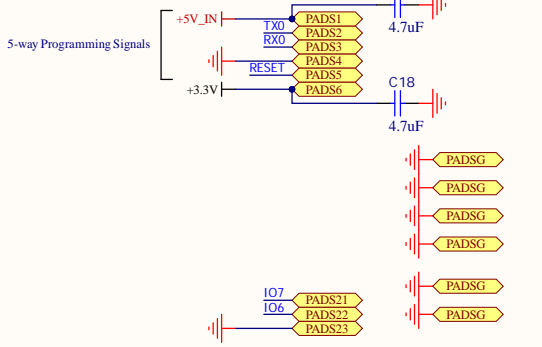 +5V_IN
PADS1
TX0
PADS2
4.7uF
RX0
PADS3
5-way Programming Signals
PADS4
RESET
PADS5
+3.3V
PADS6
C18
4.7uF
PADSG
PADSG
PADSG
PADSG
PADSG
PADSG
IO7
PADS21
IO6
PADS22
PADS23